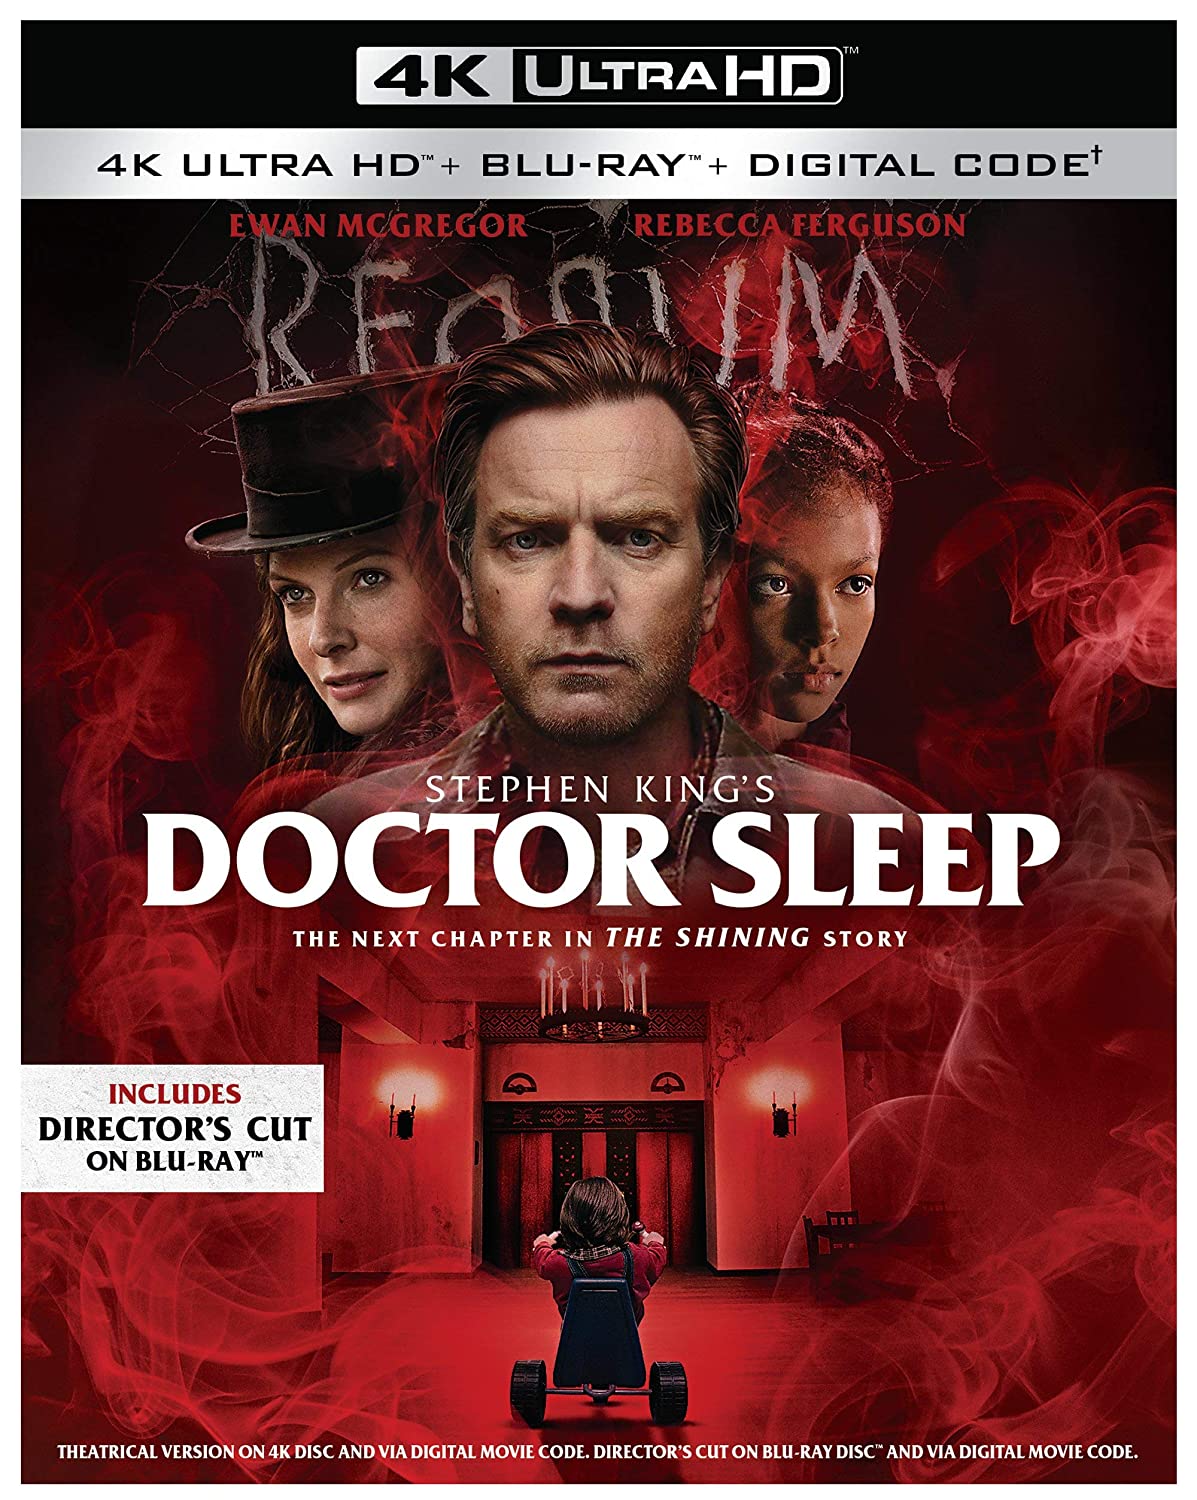 4K ULTRA HD™
4K ULTRA HD™ + BLU-RAY™ + DIGITAL CODE†
EWAN MCGREGOR REBECCA FERGUSON
STEPHEN KING'S
DOCTOR SLEEP
THE NEXT CHAPTER IN THE SHINING STORY
INCLUDES
DIRECTOR'S CUT
ON BLU-RAY™
THEATRICAL VERSION ON 4K DISC AND VIA DIGITAL MOVIE CODE. DIRECTOR'S CUT ON BLU-RAY DISC™ AND VIA DIGITAL MOVIE CODE.